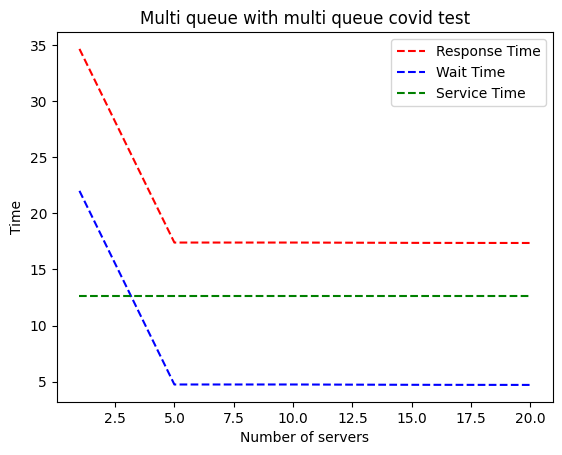 Multi queue with multi queue covid test
Response Time
Wait Time
Service Time
Time
35
30
25
20
15
10
5
2.5 5.0 7.5 10.0 12.5 15.0 17.5 20.0
Number of servers